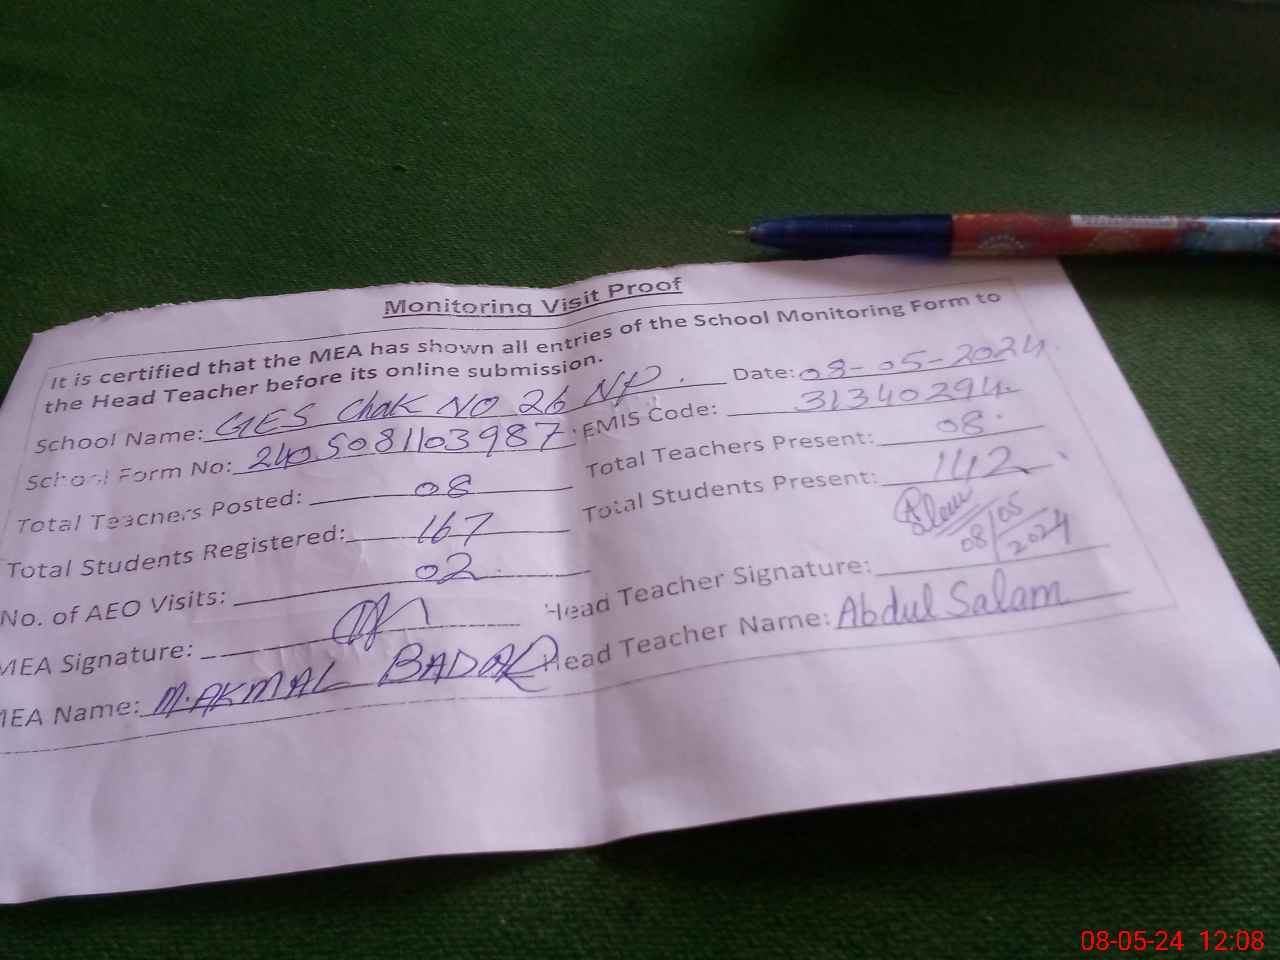 Monitoring Visit Proof
It is certified that the MEA has shown all entries of the School Monitoring Form to
the Head Teacher before its online submission.
School Name: GES Chak NO 26 NP. Date: 08-05-2024.
School Form No: 2405081103987. EMIS Code: 31340294
Total Teachers Posted: 08 Total Teachers Present: 08.
Total Students Registered: 167 Total Students Present: 142
No. of AEO Visits: 02
08/05/2024
MEA Signature: Head Teacher Signature:
MEA Name: M. AKMAL BADAR Head Teacher Name: Abdul Salam
08-05-24 12:08